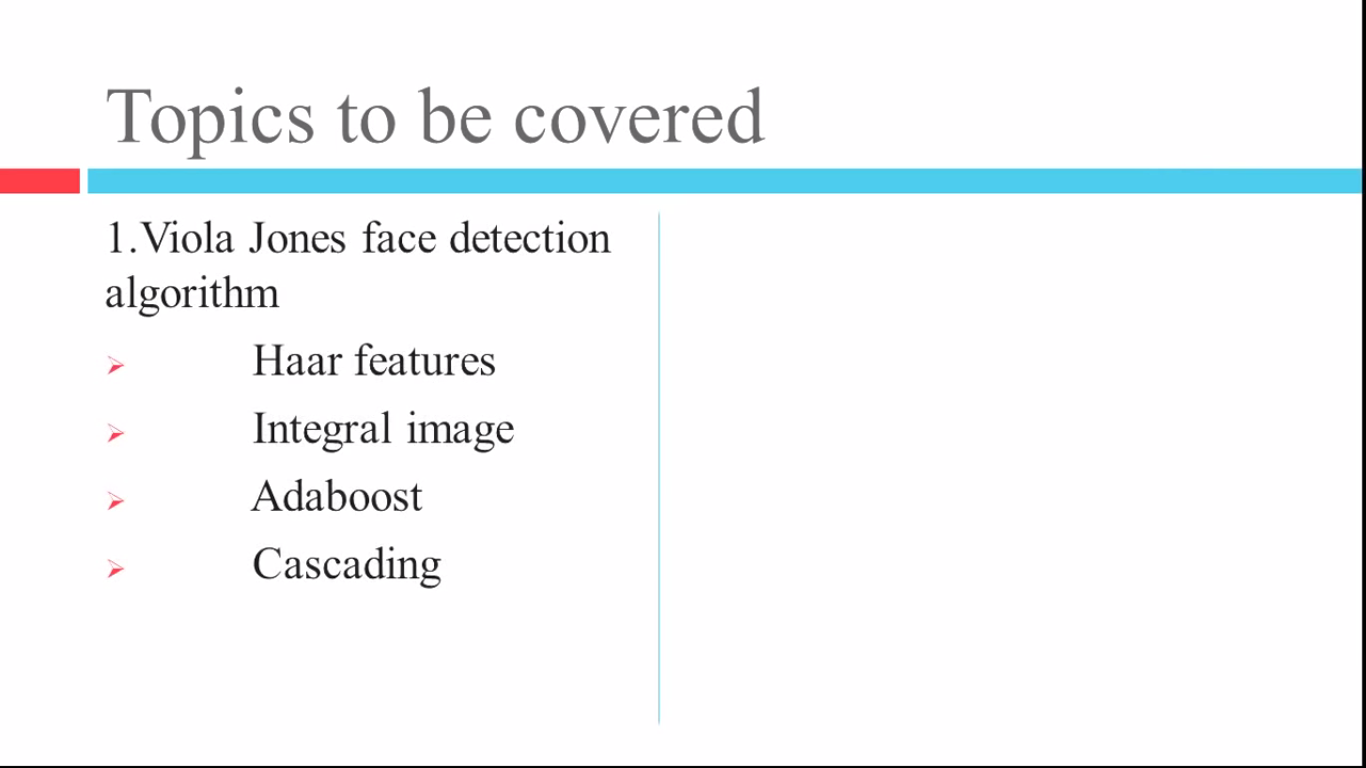 Topics to be covered
1.Viola Jones face detection
algorithm
Haar features
Integral image
Adaboost
Cascading